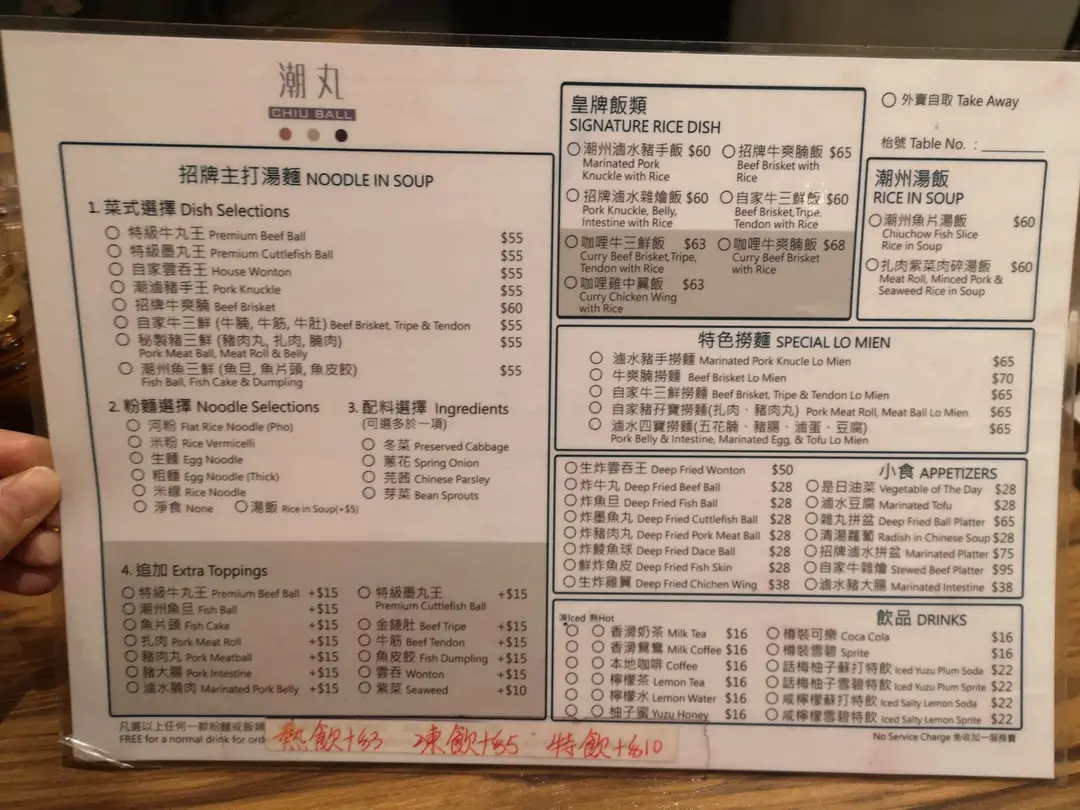 潮丸
CHIU BALL
招牌主打湯麵 NOODLE IN SOUP
1. 菜式選擇 Dish Selections
特級牛丸王 Premium Beef Ball $55
特級墨丸王 Premium Cuttlefish Ball $55
自家雲吞王 House Wonton $55
潮滷豬手王 Pork Knuckle $55
招牌牛爽腩 Beef Brisket $60
自家牛三鮮 (牛腩, 牛筋, 牛肚) Beef Brisket, Tripe & Tendon $55
秘製豬三鮮 (豬肉丸, 扎肉, 腩肉) $55
Pork Meat Ball, Meat Roll & Belly
潮州魚三鮮 (魚旦, 魚片頭, 魚皮餃) $55
Fish Ball, Fish Cake & Dumpling
2. 粉麵選擇 Noodle Selections
河粉 Flat Rice Noodle (Pho)
米粉 Rice Vermicelli
生麵 Egg Noodle
粗麵 Egg Noodle (Thick)
米線 Rice Noodle
淨食 None 湯飯 Rice in Soup(+$5)
3. 配料選擇 Ingredients
(可選多於一項)
冬菜 Preserved Cabbage
蔥花 Spring Onion
芫茜 Chinese Parsley
芽菜 Bean Sprouts
4. 追加 Extra Toppings
特級牛丸王 Premium Beef Ball +$15
潮州魚旦 Fish Ball +$15
魚片頭 Fish Cake +$15
扎肉 Pork Meat Roll +$15
豬肉丸 Pork Meatball +$15
豬大腸 Pork Intestine +$15
滷水腩肉 Marinated Pork Belly +$15
特級墨丸王 +$15
Premium Cuttlefish Ball
金錢肚 Beef Tripe +$15
牛筋 Beef Tendon +$15
魚皮餃 Fish Dumpling +$15
雲吞 Wonton +$15
紫菜 Seaweed +$10
凡選以上任何一款粉麵或飯類
FREE for a normal drink for ord
熱飲+$3 凍飲+$5 特飲+$10
皇牌飯類
SIGNATURE RICE DISH
潮州滷水豬手飯 $60
Marinated Pork
Knuckle with Rice
招牌牛爽腩飯 $65
Beef Brisket with
Rice
招牌滷水雜燴飯 $60
Pork Knuckle, Belly,
Intestine with Rice
自家牛三鮮飯 $60
Beef Brisket,Tripe,
Tendon with Rice
咖哩牛三鮮飯 $63
Curry Beef Brisket,Tripe,
Tendon with Rice
咖哩牛爽腩飯 $68
Curry Beef Brisket
with Rice
咖哩雞中翼飯 $63
Curry Chicken Wing
with Rice
外賣自取 Take Away
枱號 Table No. : ________
潮州湯飯
RICE IN SOUP
潮州魚片湯飯 $60
Chiuchow Fish Slice
Rice in Soup
扎肉紫菜肉碎湯飯 $60
Meat Roll, Minced Pork &
Seaweed Rice in Soup
特色撈麵 SPECIAL LO MIEN
滷水豬手撈麵 Marinated Pork Knucle Lo Mien $65
牛爽腩撈麵 Beef Brisket Lo Mien $70
自家牛三鮮撈麵 Beef Brisket, Tripe & Tendon Lo Mien $65
自家豬孖寶撈麵(扎肉、豬肉丸) Pork Meat Roll, Meat Ball Lo Mien $65
滷水四寶撈麵(五花腩、豬腸、滷蛋、豆腐) $65
Pork Belly & Intestine, Marinated Egg, & Tofu Lo Mien
小食 APPETIZERS
生炸雲吞王 Deep Fried Wonton $50
炸牛丸 Deep Fried Beef Ball $28
炸魚旦 Deep Fried Fish Ball $28
炸墨魚丸 Deep Fried Cuttlefish Ball $28
炸豬肉丸 Deep Fried Pork Meat Ball $28
炸鯪魚球 Deep Fried Dace Ball $28
鮮炸魚皮 Deep Fried Fish Skin $28
生炸雞翼 Deep Fried Chichen Wing $38
是日油菜 Vegetable of The Day $28
滷水豆腐 Marinated Tofu $28
雜丸拼盆 Deep Fried Ball Platter $65
清湯蘿蔔 Radish in Chinese Soup $28
招牌滷水拼盆 Marinated Platter $75
自家牛雜燴 Stewed Beef Platter $95
滷水豬大腸 Marinated Intestine $38
飲品 DRINKS
凍Iced 熱Hot
香滑奶茶 Milk Tea $16
香滑鴛鴦 Milk Coffee $16
本地咖啡 Coffee $16
檸檬茶 Lemon Tea $16
檸檬水 Lemon Water $16
柚子蜜 Yuzu Honey $16
樽裝可樂 Coca Cola $16
樽裝雪碧 Sprite $16
話梅柚子蘇打特飲 Iced Yuzu Plum Soda $22
話梅柚子雪碧特飲 Iced Yuzu Plum Sprite $22
咸檸檬蘇打特飲 Iced Salty Lemon Soda $22
咸檸檬雪碧特飲 Iced Salty Lemon Sprite $22
No Service Charge 免收加一服務費